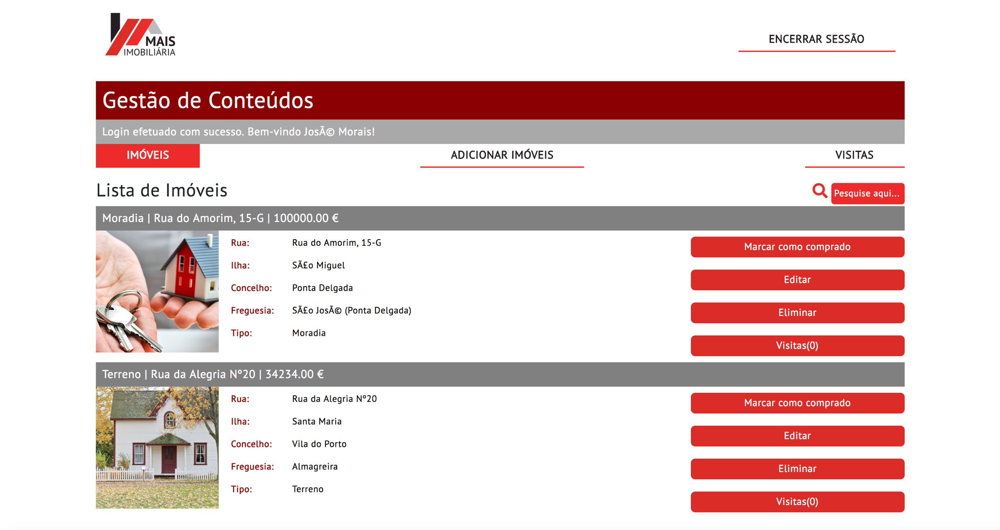 MAIS
IMOBILIÁRIA
ENCERRAR SESSÃO
Gestão de Conteúdos
Login efetuado com sucesso. Bem-vindo JosÃ© Morais!
IMÓVEIS
ADICIONAR IMÓVEIS
VISITAS
Lista de Imóveis
Pesquise aqui...
Moradia | Rua do Amorim, 15-G | 100000.00 €
Rua: Rua do Amorim, 15-G
Ilha: SÃ£o Miguel
Concelho: Ponta Delgada
Freguesia: SÃ£o JosÃ© (Ponta Delgada)
Tipo: Moradia
Marcar como comprado
Editar
Eliminar
Visitas(0)
Terreno | Rua da Alegria Nº20 | 34234.00 €
Rua: Rua da Alegria Nº20
Ilha: Santa Maria
Concelho: Vila do Porto
Freguesia: Almagreira
Tipo: Terreno
Marcar como comprado
Editar
Eliminar
Visitas(0)